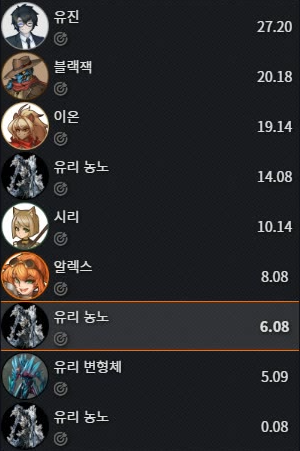 유진
27.20
블랙잭
20.18
이온
19.14
유리 농노
14.08
시리
10.14
알렉스
8.08
유리 농노
6.08
유리 변형체
5.09
유리 농노
0.08